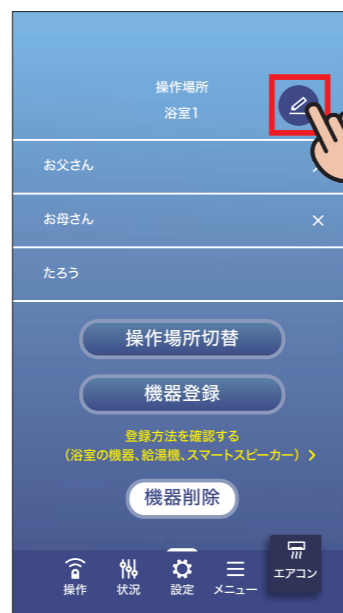 操作場所
浴室1
お父さん
お母さん ×
たろう
操作場所切替
機器登録
登録方法を確認する
（浴室の機器、給湯機、スマートスピーカー）
機器削除
操作 状況 設定 メニュー エアコン